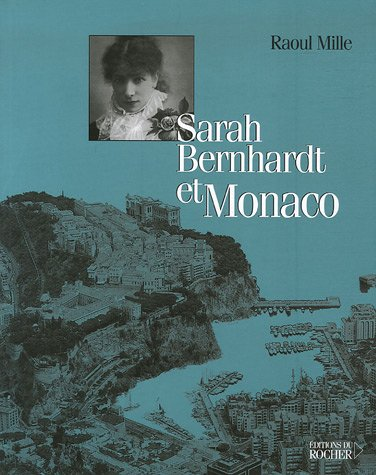 Raoul Mille
Sarah
Bernhardt
et Monaco
ÉDITIONS DU
ROCHER